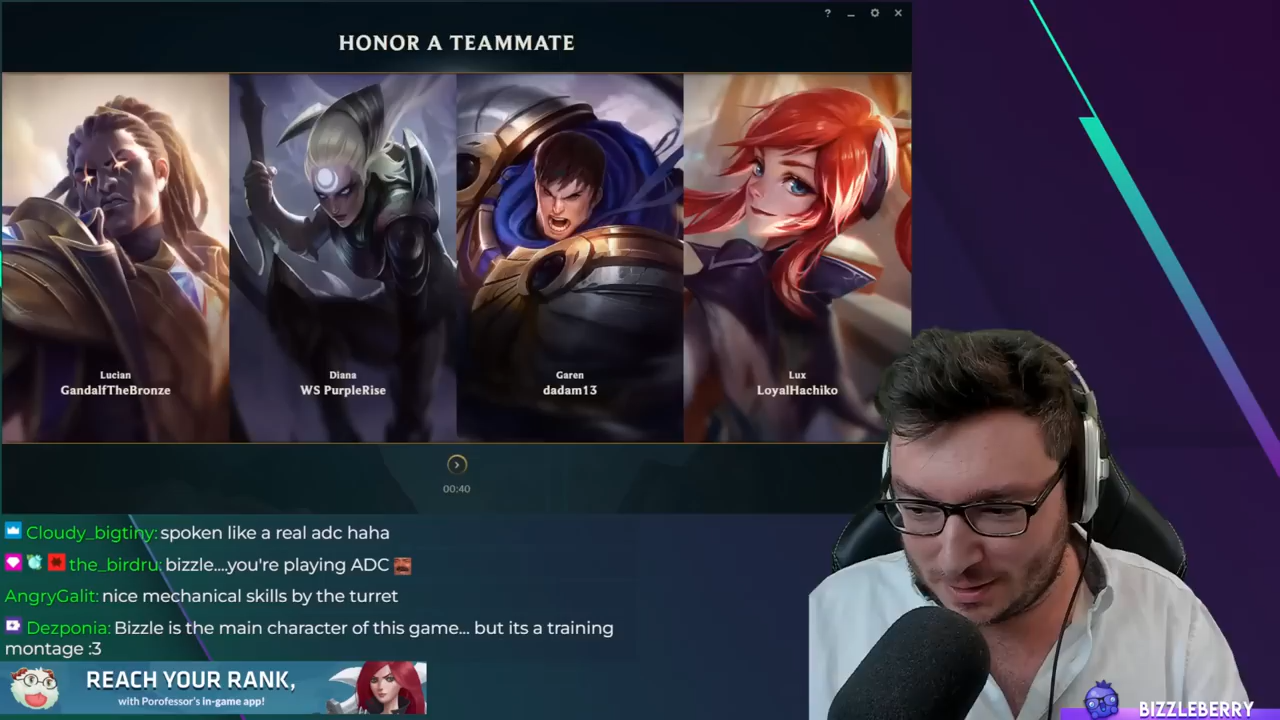 ?
HONOR A TEAMMATE
Lucian
GandalfTheBronze
Diana
WS PurpleRise
Garen
dadam13
Lux
LoyalHachiko
00:40
Cloudy_bigtiny: spoken like a real adc haha
the_birdru: bizzle....you're playing ADC
AngryGalit: nice mechanical skills by the turret
Dezponia: Bizzle is the main character of this game... but its a training
montage :3
REACH YOUR RANK,
with Porofessor's in-game app!
BIZZLEBERRY